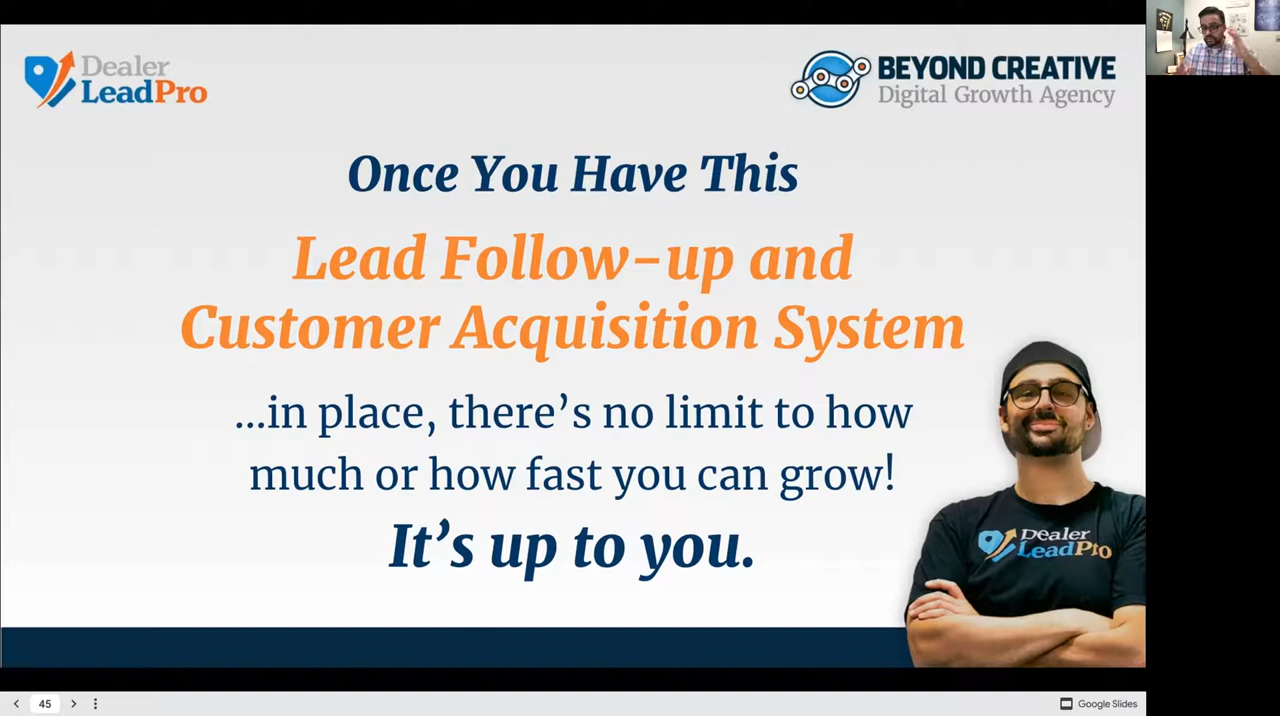 Dealer
LeadPro
BEYOND CREATIVE
Digital Growth Agency
Once You Have This
Lead Follow-up and
Customer Acquisition System
...in place, there's no limit to how
much or how fast you can grow!
It's up to you.
Dealer
LeadPro
45
Google Slides